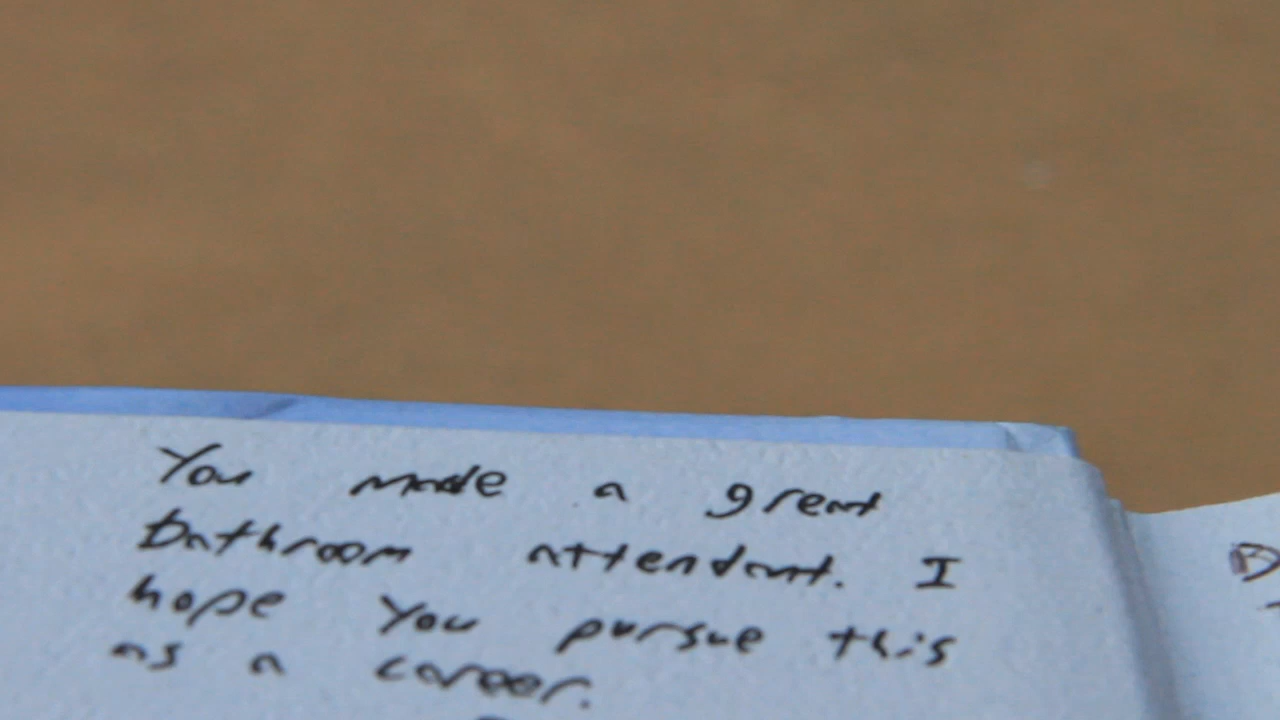 You made a great
bathroom attendant. I
hope you pursue this
as a career.